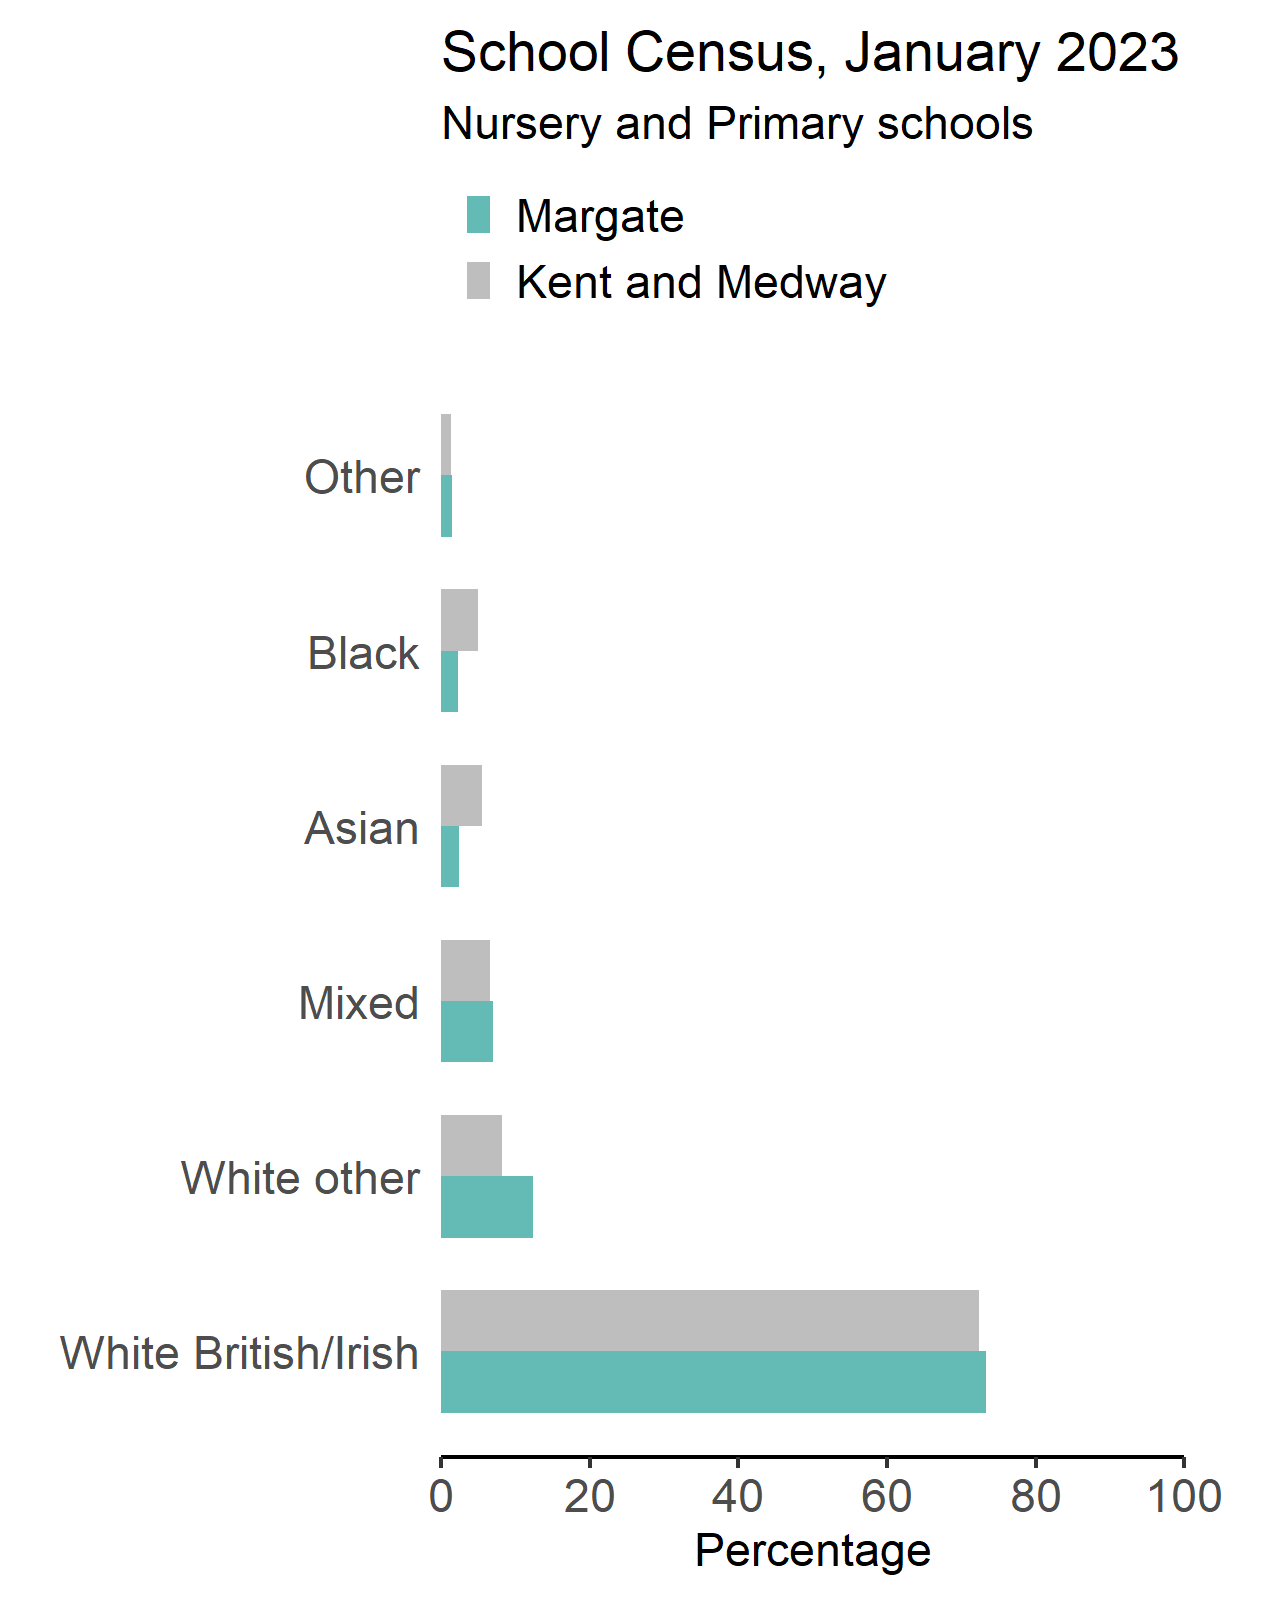 School Census, January 2023
Nursery and Primary schools
Margate
Kent and Medway
Other
Black
Asian
Mixed
White other
White British/Irish
0 20 40 60 80 100
Percentage